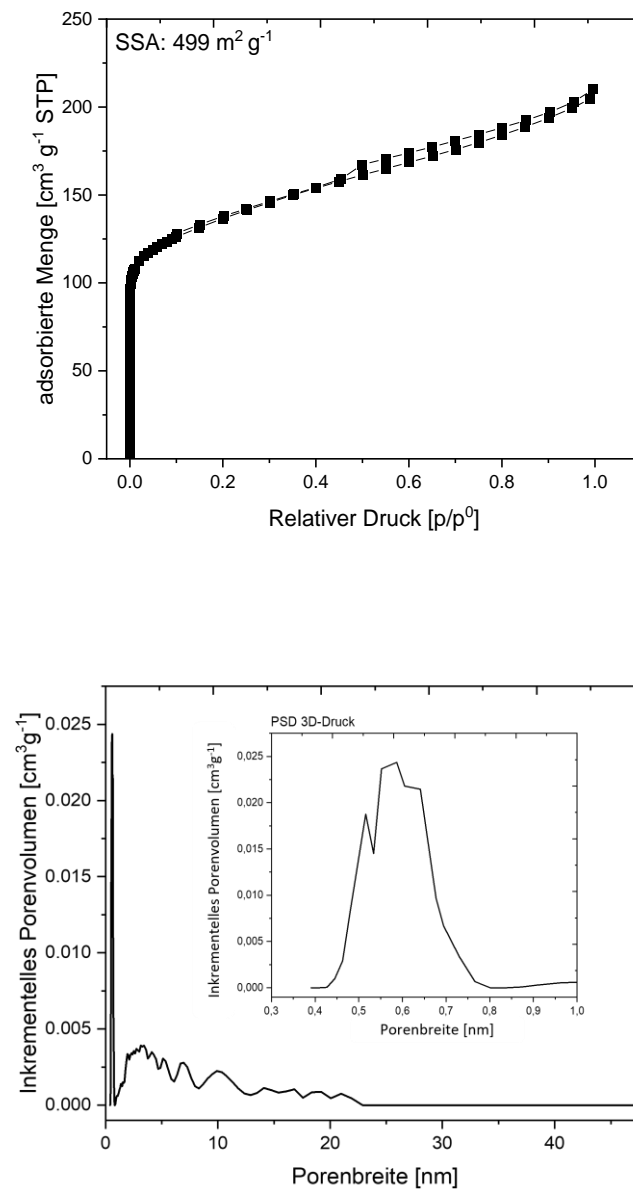 SSA: 499 m² g⁻¹
adsorbierte Menge [cm³ g⁻¹ STP]
250
200
150
100
50
0
0.0 0.2 0.4 0.6 0.8 1.0
Relativer Druck [p/p⁰]
Inkrementelles Porenvolumen [cm³g⁻¹]
0.025
0.020
0.015
0.010
0.005
0.000
0 10 20 30 40
Porenbreite [nm]
PSD 3D-Druck
Inkrementelles Porenvolumen [cm³g⁻¹]
0,025
0,020
0,015
0,010
0,005
0,000
0,3 0,4 0,5 0,6 0,7 0,8 0,9 1,0
Porenbreite [nm]